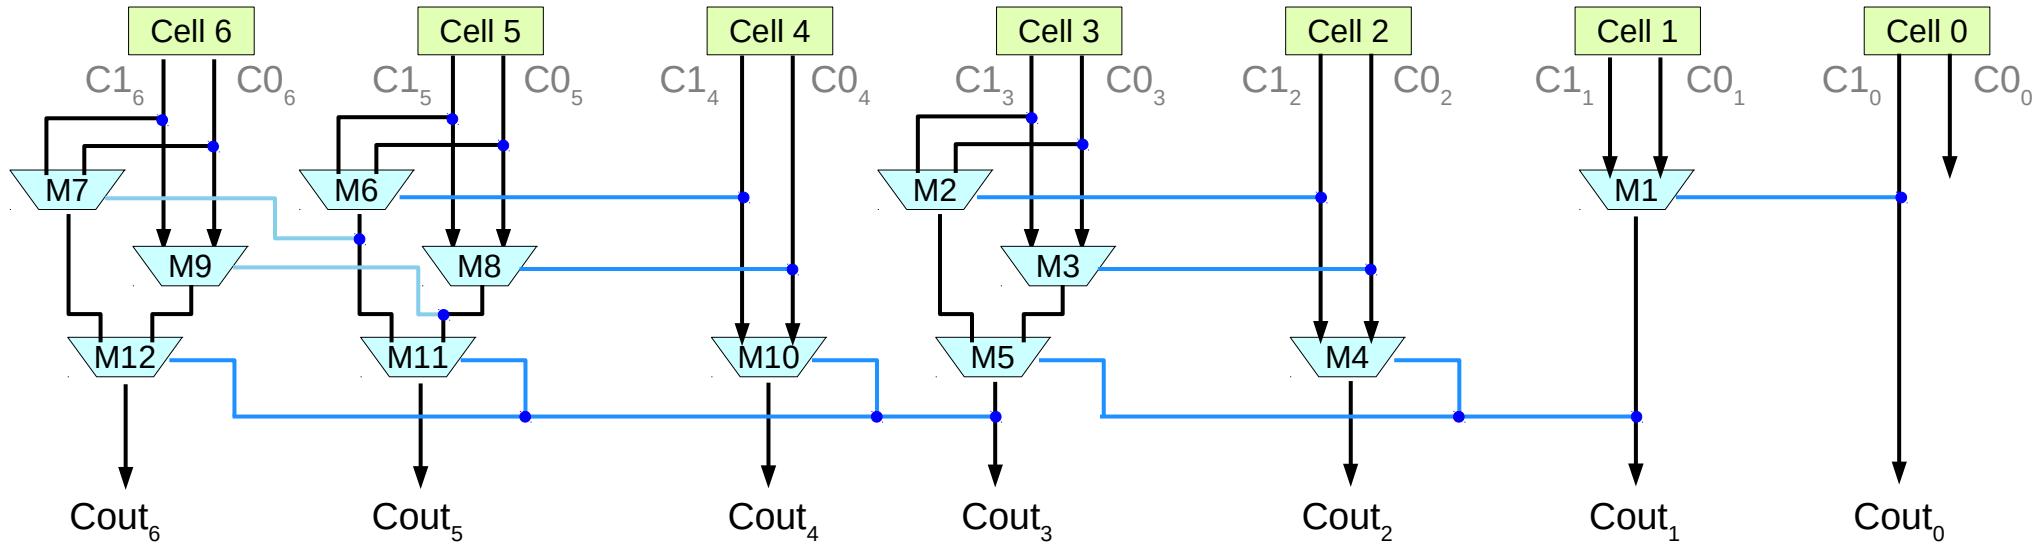 Cell 6 Cell 5 Cell 4 Cell 3 Cell 2 Cell 1 Cell 0
C1₆ C0₆ C1₅ C0₅ C1₄ C0₄ C1₃ C0₃ C1₂ C0₂ C1₁ C0₁ C1₀ C0₀
M7 M6 M2 M1
M9 M8 M3
M12 M11 M10 M5 M4
Cout₆ Cout₅ Cout₄ Cout₃ Cout₂ Cout₁ Cout₀